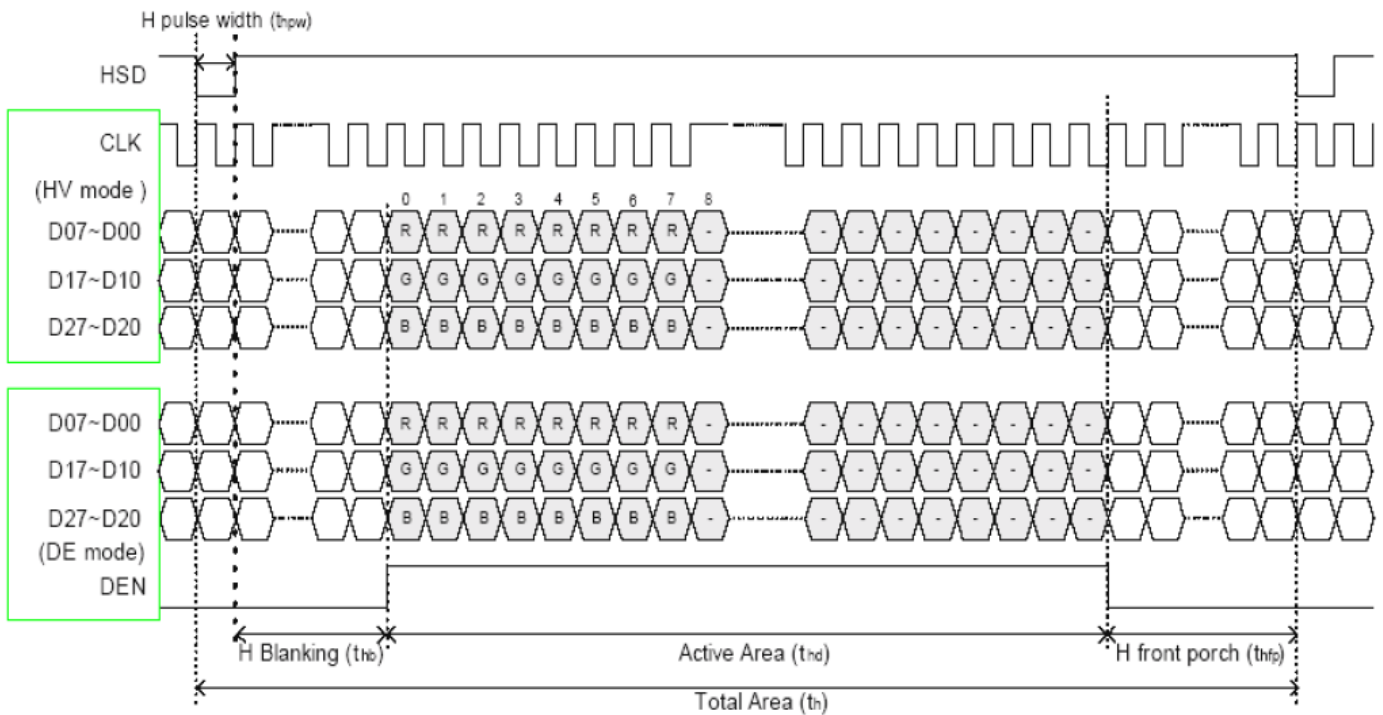 H pulse width (thpw)
HSD
CLK
(HV mode )
0 1 2 3 4 5 6 7 8
D07~D00 R R R R R R R R - - - - - - - - -
D17~D10 G G G G G G G G - - - - - - - - -
D27~D20 B B B B B B B B - - - - - - - - -
D07~D00 R R R R R R R R - - - - - - - - -
D17~D10 G G G G G G G G - - - - - - - - -
D27~D20 B B B B B B B B - - - - - - - - -
(DE mode)
DEN
H Blanking (thb) Active Area (thd) H front porch (thfp)
Total Area (th)